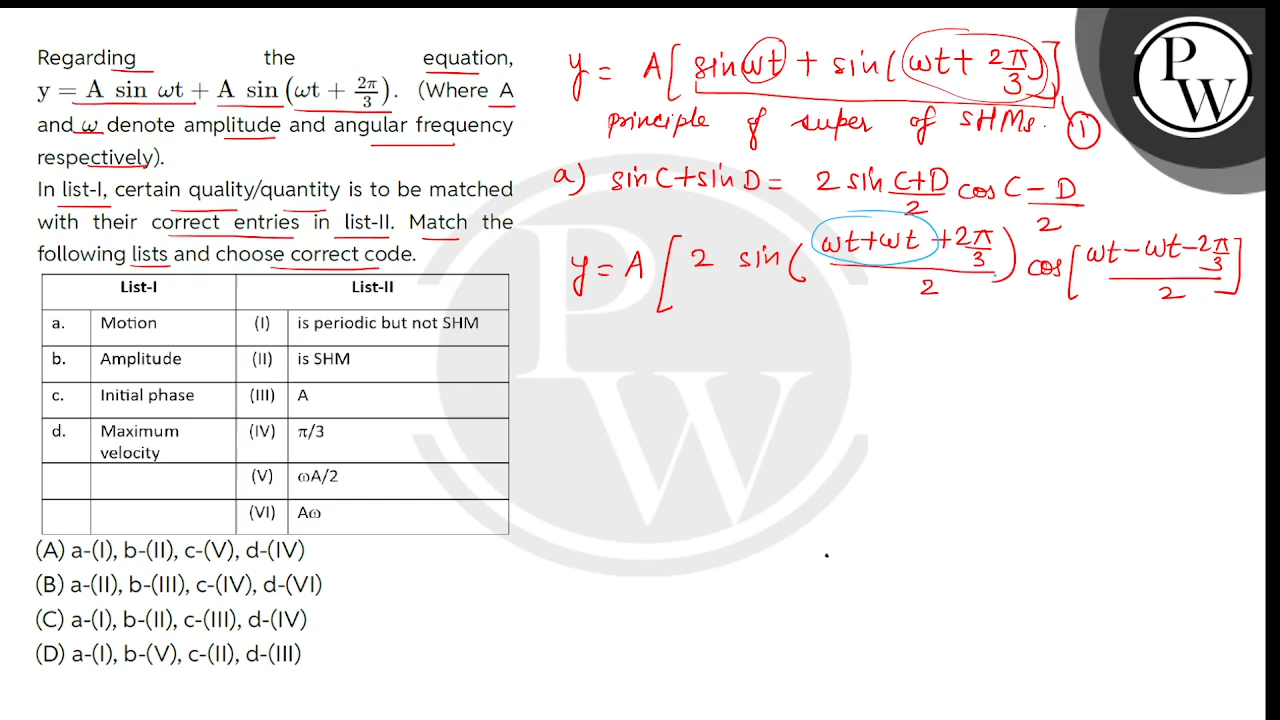 Regarding the equation,
y = A sin ωt + A sin (ωt + 2π/3). (Where A
and ω denote amplitude and angular frequency
respectively).
In list-I, certain quality/quantity is to be matched
with their correct entries in list-II. Match the
following lists and choose correct code.
List-I List-II
a. Motion (I) is periodic but not SHM
b. Amplitude (II) is SHM
c. Initial phase (III) A
d. Maximum velocity (IV) π/3
(V) ωA/2
(VI) Aω
(A) a-(I), b-(II), c-(V), d-(IV)
(B) a-(II), b-(III), c-(IV), d-(VI)
(C) a-(I), b-(II), c-(III), d-(IV)
(D) a-(I), b-(V), c-(II), d-(III)
y = A[sinωt + sin(ωt + 2π/3)]
principle of super of SHMs. ①
a) sinC+sinD = 2 sin C+D/2 cos C-D/2
y = A[2 sin(ωt+ωt+2π/3/2) cos[ωt-ωt-2π/3/2]
PW
PW